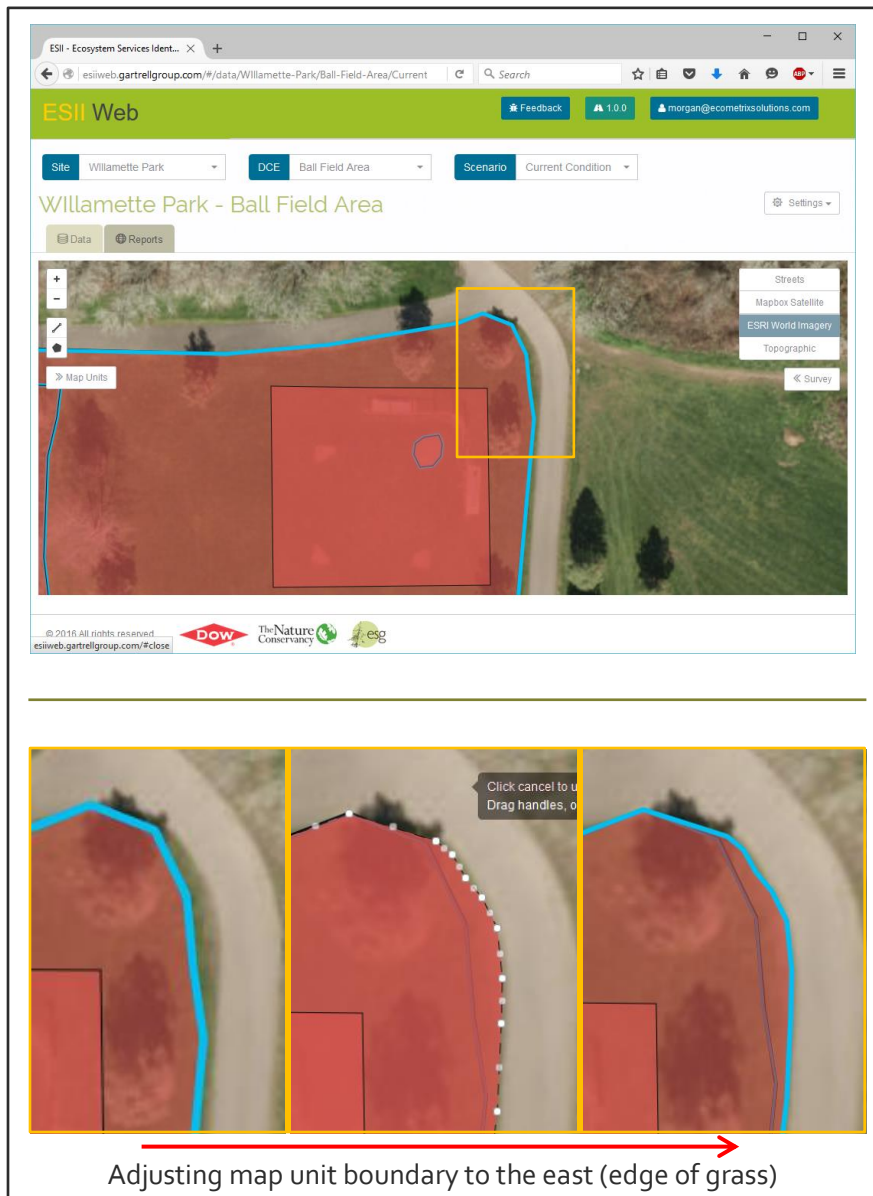 ESII - Ecosystem Services Ident...
esiiweb.gartrellgroup.com/#/data/WIllamette-Park/Ball-Field-Area/Current
Search
ABP
ESII Web
Feedback
1.0.0
morgan@ecometrixsolutions.com
Site
WIllamette Park
DCE
Ball Field Area
Scenario
Current Condition
WIllamette Park - Ball Field Area
Settings
Data
Reports
+
−
Streets
Mapbox Satellite
ESRI World Imagery
Topographic
Map Units
Survey
© 2016 All rights reserved.
DOW
The Nature
Conservancy
esg
esiiweb.gartrellgroup.com/#close
Click cancel to u
Drag handles, o
Adjusting map unit boundary to the east (edge of grass)